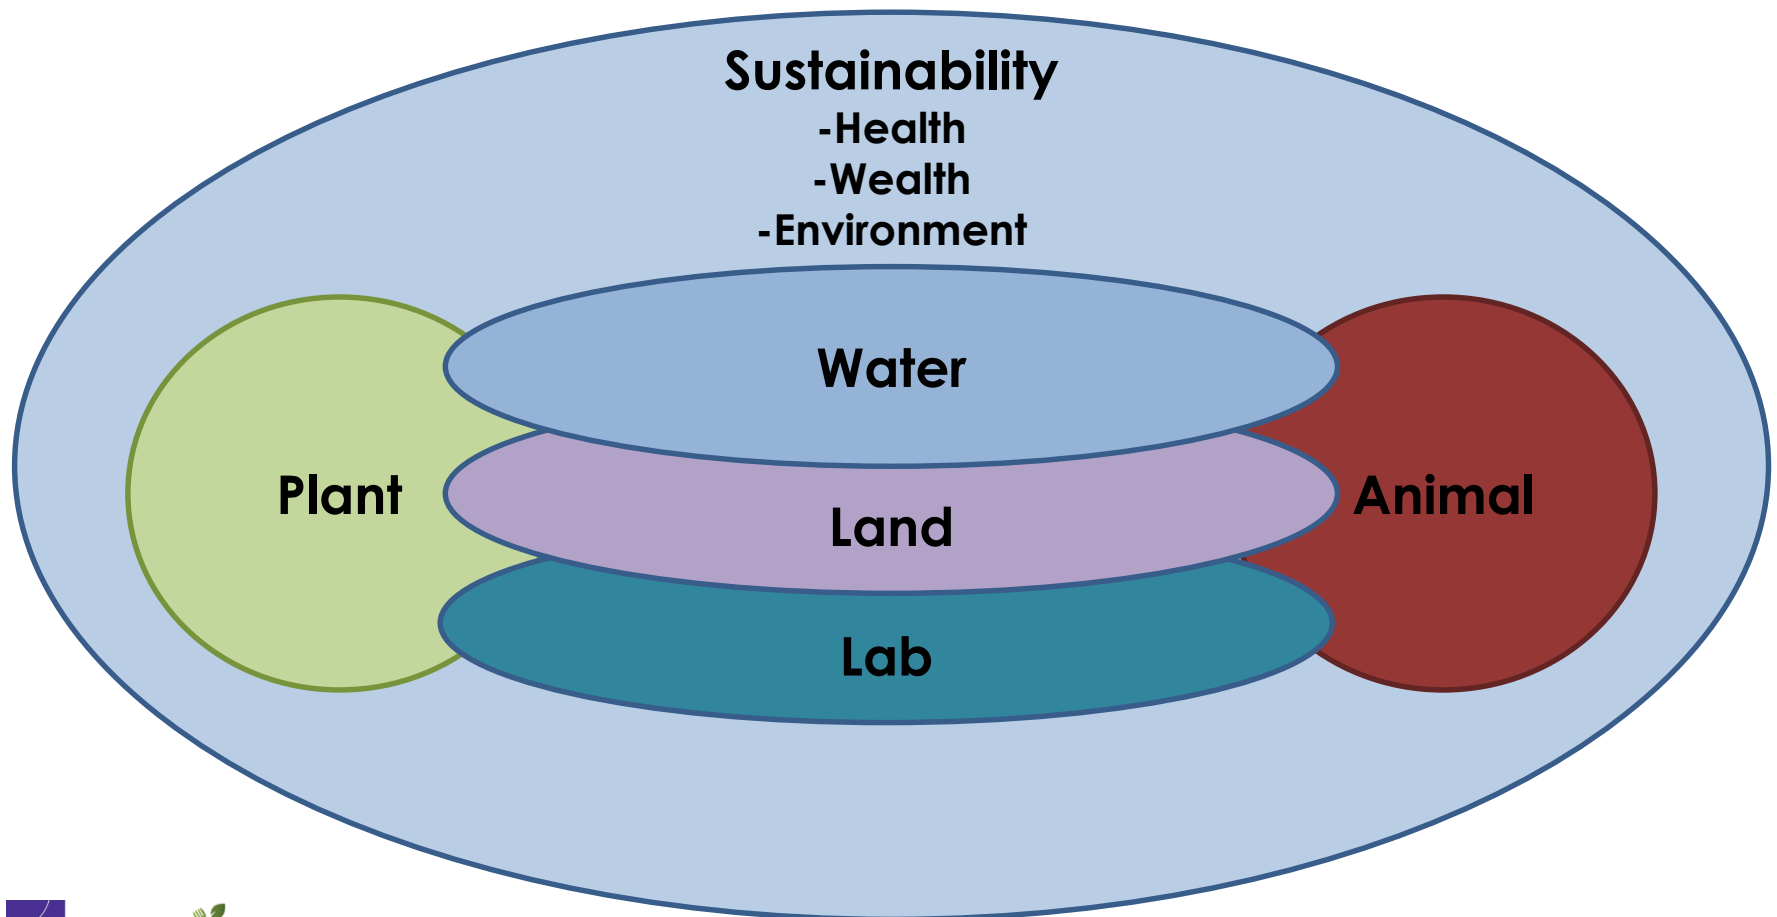 Sustainability
-Health
-Wealth
-Environment
Water
Plant
Animal
Land
Lab